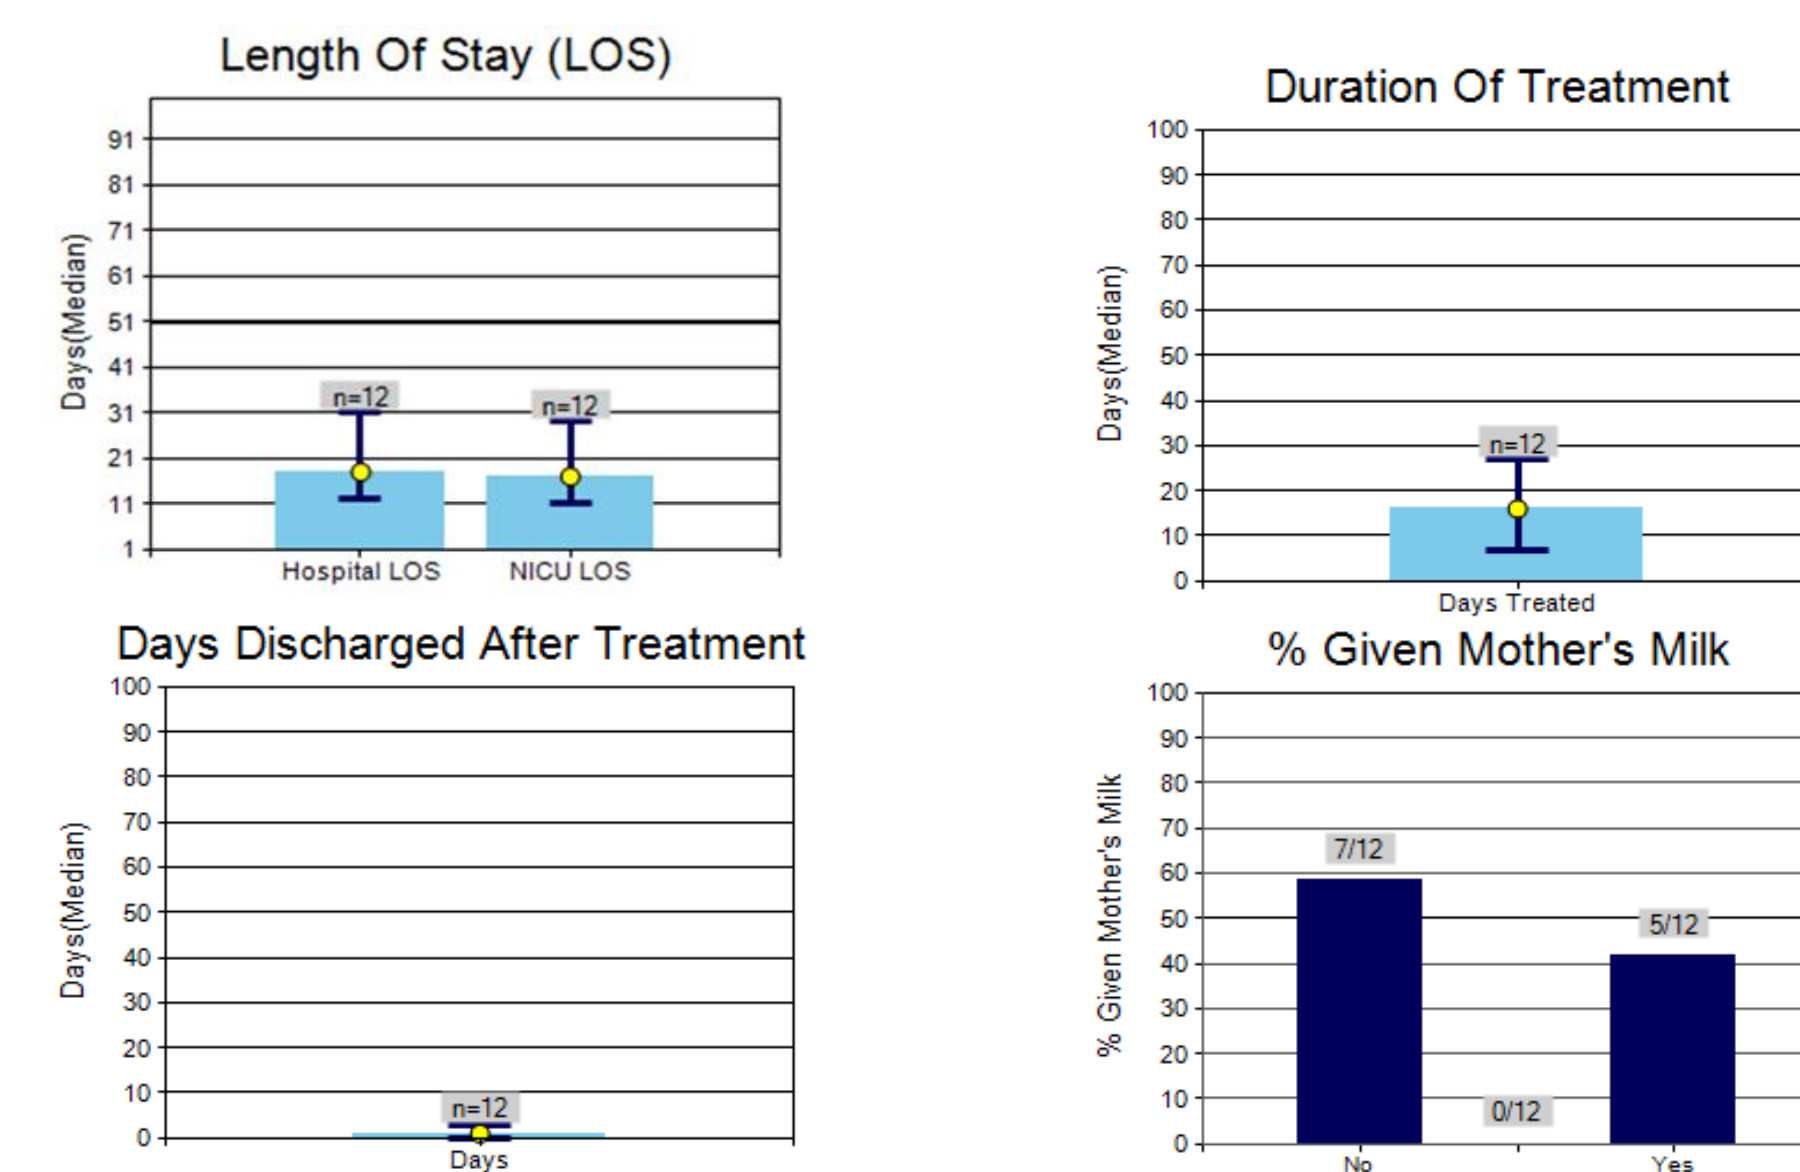 Length Of Stay (LOS)
Days(Median)
91
81
71
61
51
41
31
21
11
1
n=12
n=12
Hospital LOS
NICU LOS
Duration Of Treatment
Days(Median)
100
90
80
70
60
50
40
30
20
10
0
n=12
Days Treated
Days Discharged After Treatment
Days(Median)
100
90
80
70
60
50
40
30
20
10
0
n=12
Days
% Given Mother's Milk
% Given Mother's Milk
100
90
80
70
60
50
40
30
20
10
0
7/12
0/12
5/12
No
Yes